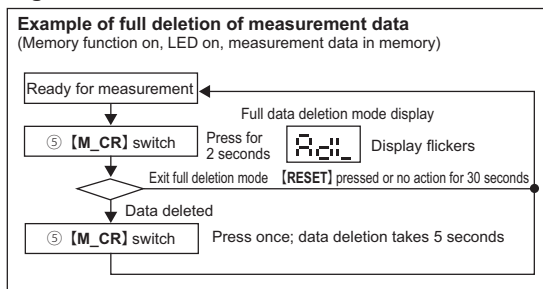 Example of full deletion of measurement data
(Memory function on, LED on, measurement data in memory)
Ready for measurement
Full data deletion mode display
⑤【M_CR】switch
Press for
2 seconds
AdL
Display flickers
Exit full deletion mode 【RESET】pressed or no action for 30 seconds
Data deleted
⑤【M_CR】switch
Press once; data deletion takes 5 seconds